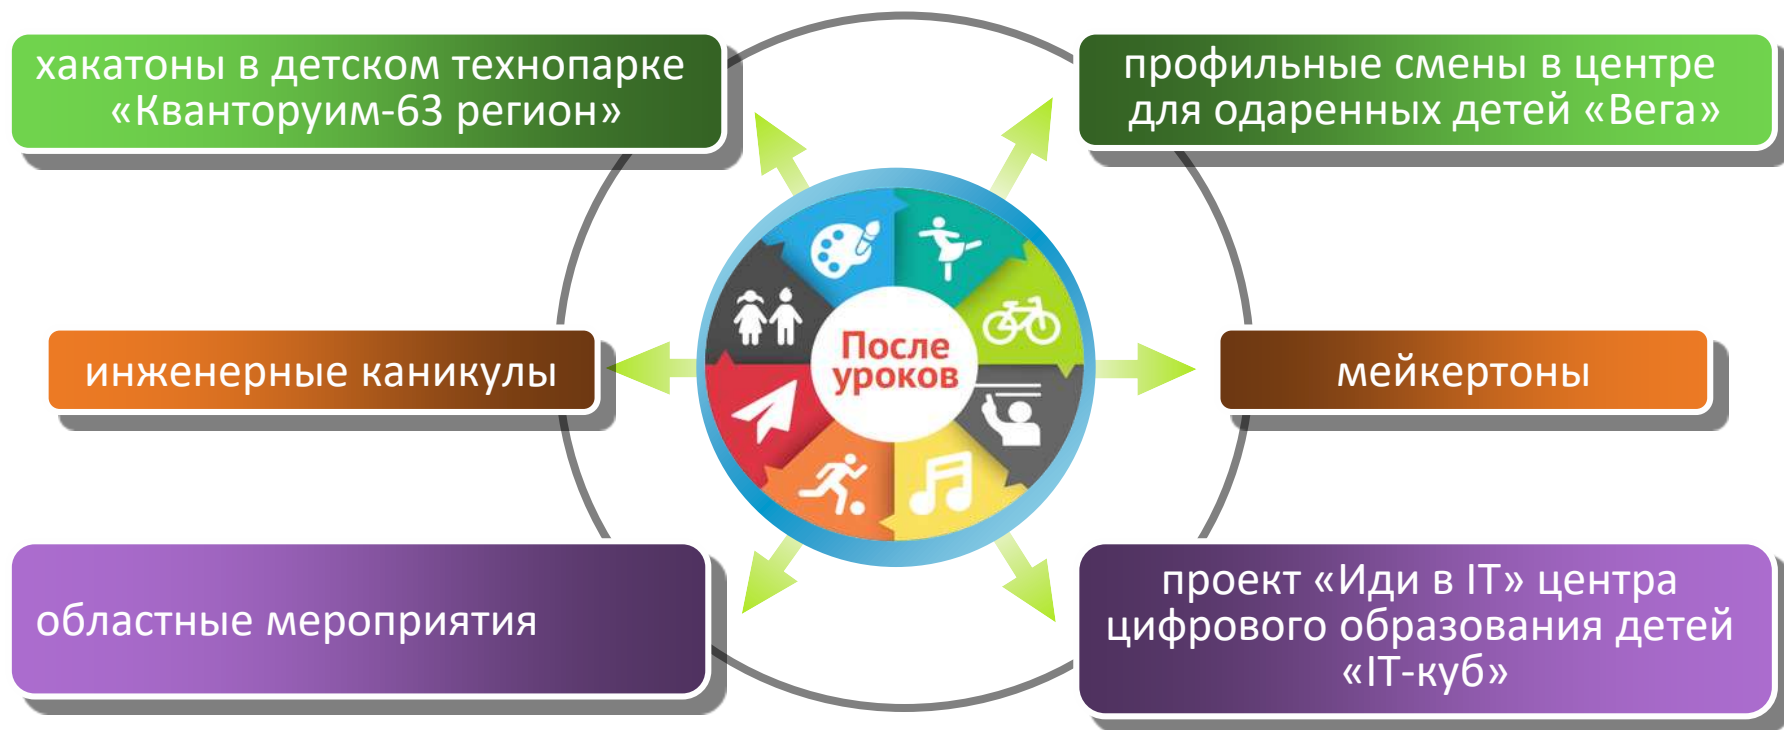 хакатоны в детском технопарке
«Кванторуим-63 регион»
профильные смены в центре
для одаренных детей «Вега»
инженерные каникулы
После
уроков
мейкертоны
областные мероприятия
проект «Иди в IT» центра
цифрового образования детей
«IT-куб»